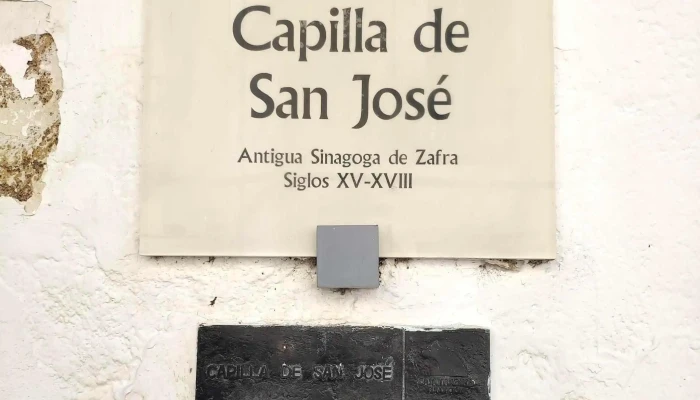 Capilla de
San José
Antigua Sinagoga de Zafra
Siglos XV-XVIII
CAPILLA DE SAN JOSÉ